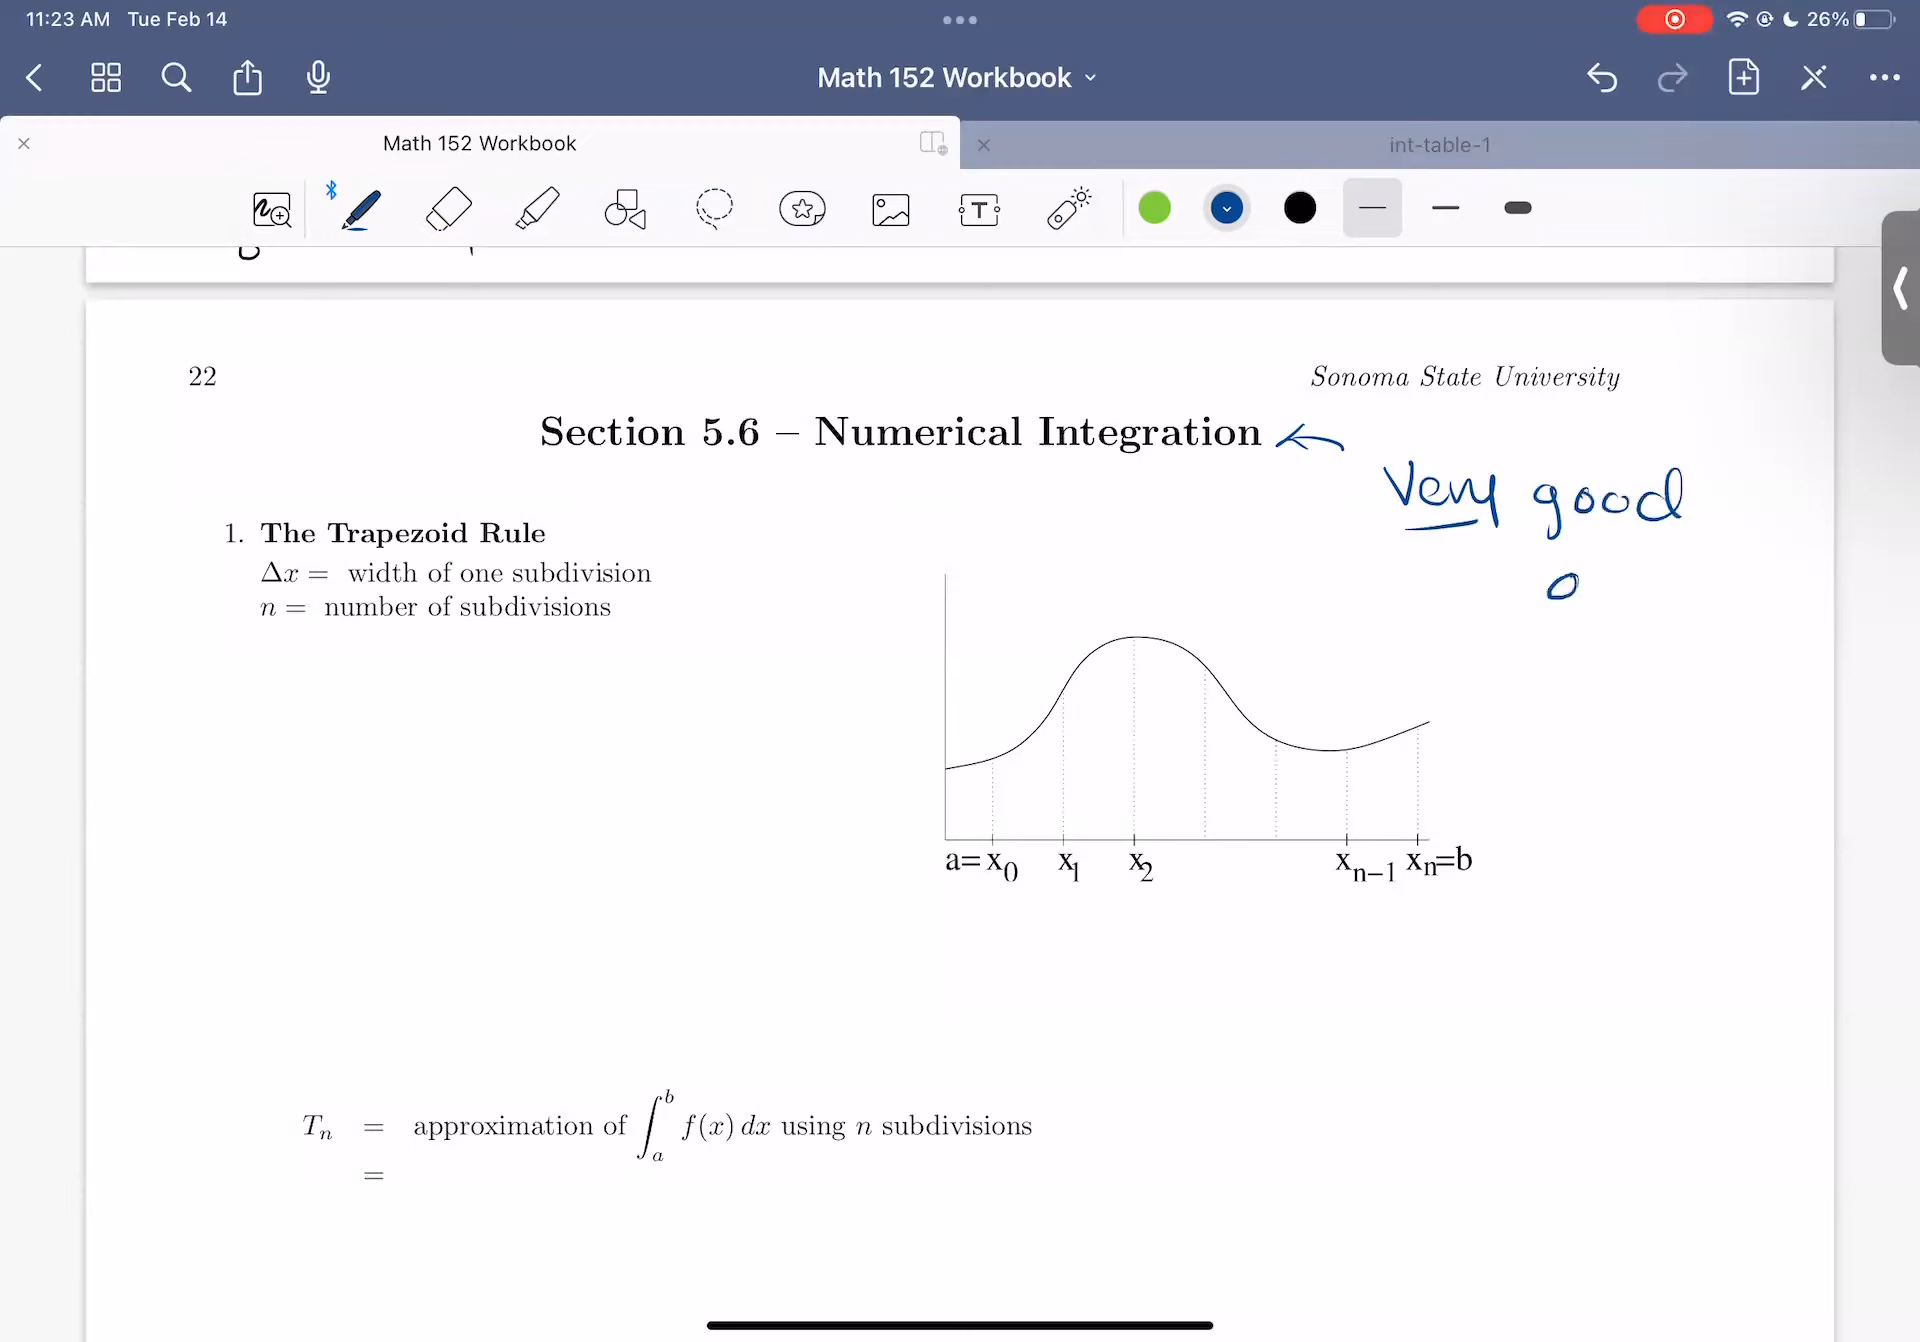 11:23 AM Tue Feb 14
26%
Math 152 Workbook
Math 152 Workbook
int-table-1
22
Sonoma State University
Section 5.6 – Numerical Integration
Very good
1. The Trapezoid Rule
Δx = width of one subdivision
n = number of subdivisions
a=x₀ x₁ x₂ xₙ₋₁ xₙ=b
Tₙ = approximation of ∫ₐᵇ f(x) dx using n subdivisions
=